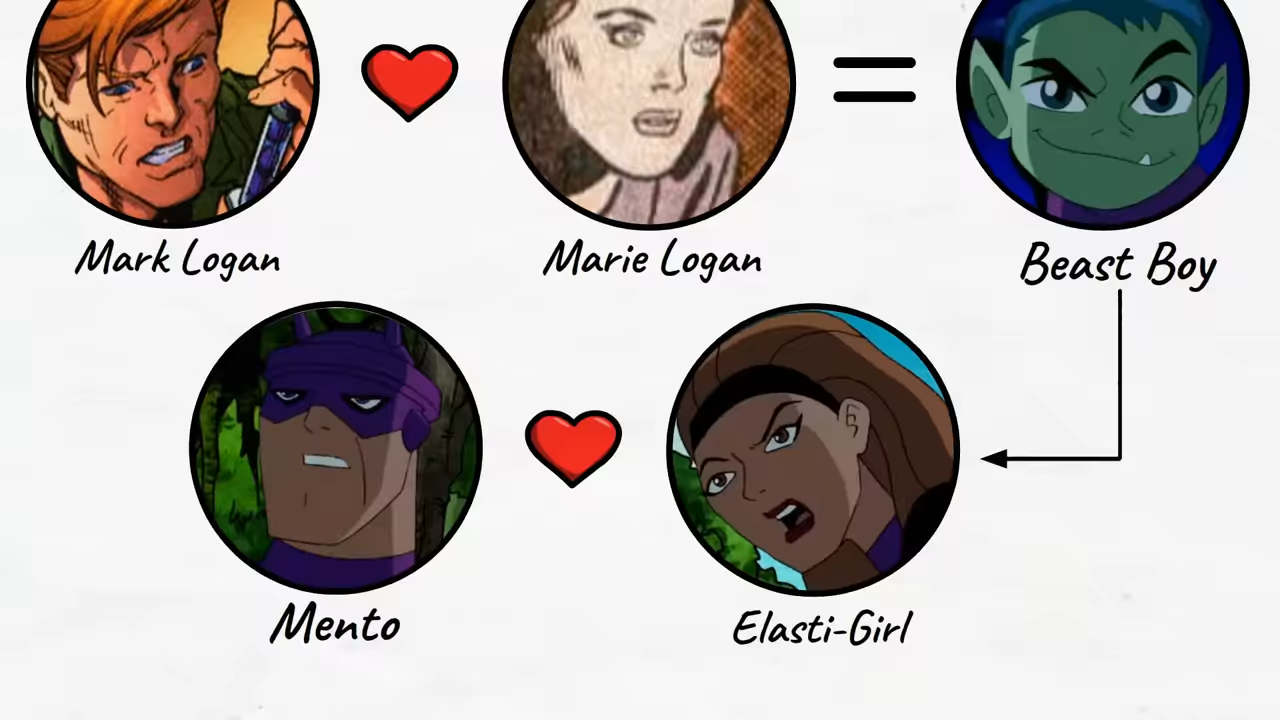 Mark Logan
Marie Logan
Beast Boy
Mento
Elasti-Girl